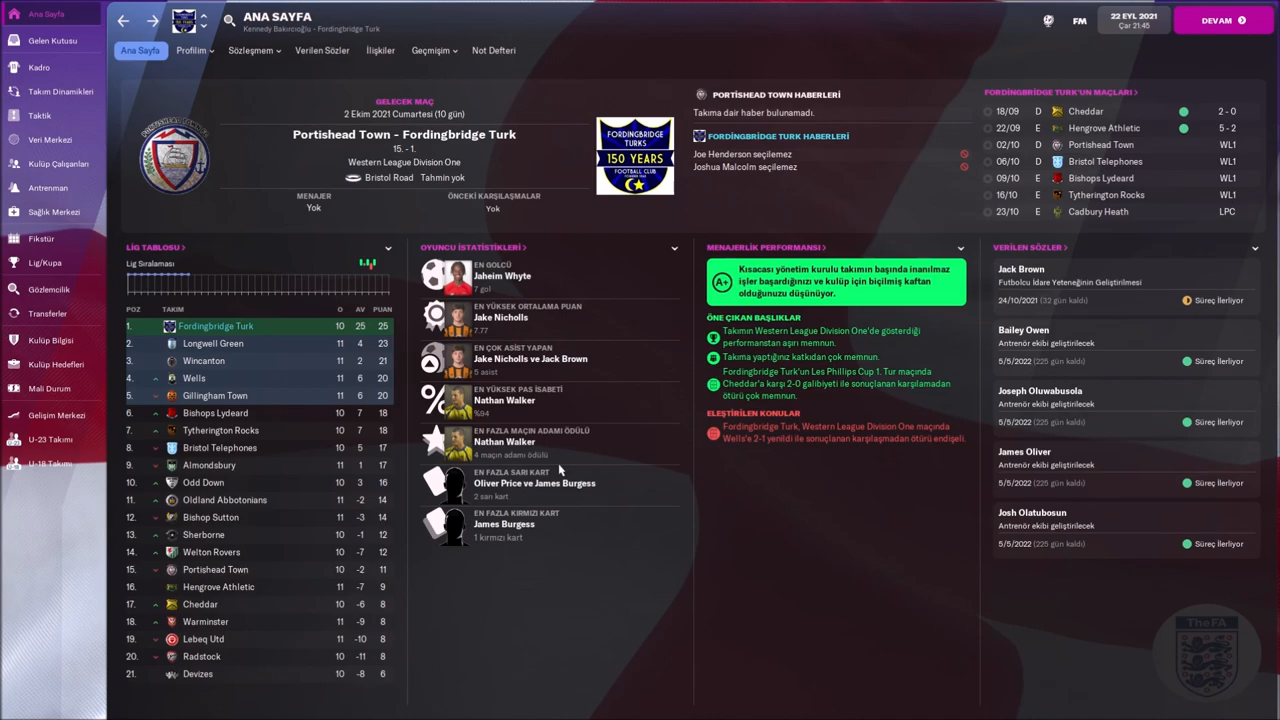 Ana Sayfa
Gelen Kutusu
Kadro
Takım Dinamikleri
Taktik
Veri Merkezi
Kulüp Çalışanları
Antrenman
Sağlık Merkezi
Fikstür
Lig/Kupa
Gözlemcilik
Transferler
Kulüp Bilgisi
Kulüp Hedefleri
Mali Durum
Gelişim Merkezi
U-23 Takımı
U-18 Takımı
ANA SAYFA
Kennedy Bakırcıoğlu - Fordingbridge Turk
FM
22 EYL 2021
Çar 21:45
DEVAM
Ana Sayfa Profilim Sözleşmem Verilen Sözler İlişkiler Geçmişim Not Defteri
GELECEK MAÇ
2 Ekim 2021 Cumartesi (10 gün)
Portishead Town - Fordingbridge Turk
15. - 1.
Western League Division One
Bristol Road Tahmin yok
MENAJER
Yok
ÖNCEKİ KARŞILAŞMALAR
Yok
FORDINGBRIDGE
TURKS
150 YEARS
FOOTBALL CLUB
PORTISHEAD TOWN HABERLERİ
Takıma dair haber bulunamadı.
FORDİNGBRİDGE TURK HABERLERİ
Joe Henderson seçilemez
Joshua Malcolm seçilemez
FORDİNGBRİDGE TURK'UN MAÇLARI >
18/09 D Cheddar 2 - 0
22/09 E Hengrove Athletic 5 - 2
02/10 D Portishead Town WL1
06/10 D Bristol Telephones WL1
09/10 E Bishops Lydeard WL1
16/10 E Tytherington Rocks WL1
23/10 E Cadbury Heath LPC
LİG TABLOSU >
Lig Sıralaması
POZ TAKIM O AV PUAN
1. Fordingbridge Turk 10 25 25
2. Longwell Green 11 4 23
3. Wincanton 11 2 21
4. Wells 11 6 20
5. Gillingham Town 11 6 20
6. Bishops Lydeard 10 7 18
7. Tytherington Rocks 10 7 18
8. Bristol Telephones 10 5 17
9. Almondsbury 11 1 17
10. Odd Down 10 3 16
11. Oldland Abbotonians 11 -2 14
12. Bishop Sutton 11 -3 14
13. Sherborne 10 -1 12
14. Welton Rovers 10 -7 12
15. Portishead Town 10 -2 11
16. Hengrove Athletic 11 -7 9
17. Cheddar 10 -6 8
18. Warminster 11 -9 8
19. Lebeq Utd 11 -10 8
20. Radstock 10 -11 8
21. Devizes 10 -8 6
OYUNCU İSTATİSTİKLERİ >
EN GOLCÜ
Jaheim Whyte
7 gol
EN YÜKSEK ORTALAMA PUAN
Jake Nicholls
7.77
EN ÇOK ASİST YAPAN
Jake Nicholls ve Jack Brown
5 asist
EN YÜKSEK PAS İSABETİ
Nathan Walker
%94
EN FAZLA MAÇIN ADAMI ÖDÜLÜ
Nathan Walker
4 maçın adamı ödülü
EN FAZLA SARI KART
Oliver Price ve James Burgess
2 sarı kart
EN FAZLA KIRMIZI KART
James Burgess
1 kırmızı kart
MENAJERLİK PERFORMANSI >
A+
Kısacası yönetim kurulu takımın başında inanılmaz
işler başardığınızı ve kulüp için biçilmiş kaftan
olduğunuzu düşünüyor.
ÖNE ÇIKAN BAŞLIKLAR
Takımın Western League Division One'de gösterdiği
performanstan aşırı memnun.
Takıma yaptığınız katkıdan çok memnun.
Fordingbridge Turk'un Les Phillips Cup 1. Tur maçında
Cheddar'a karşı 2-0 galibiyeti ile sonuçlanan karşılamadan
ötürü çok memnun.
ELEŞTİRİLEN KONULAR
Fordingbridge Turk, Western League Division One maçında
Wells'e 2-1 yenildi ile sonuçlanan karşılaşmadan ötürü endişeli.
VERİLEN SÖZLER >
Jack Brown
Futbolcu İdare Yeteneğinin Geliştirilmesi
24/10/2021 (32 gün kaldı) Süreç İlerliyor
Bailey Owen
Antrenör ekibi geliştirilecek
5/5/2022 (225 gün kaldı) Süreç İlerliyor
Joseph Oluwabusola
Antrenör ekibi geliştirilecek
5/5/2022 (225 gün kaldı) Süreç İlerliyor
James Oliver
Antrenör ekibi geliştirilecek
5/5/2022 (225 gün kaldı) Süreç İlerliyor
Josh Olatubosun
Antrenör ekibi geliştirilecek
5/5/2022 (225 gün kaldı) Süreç İlerliyor
The FA